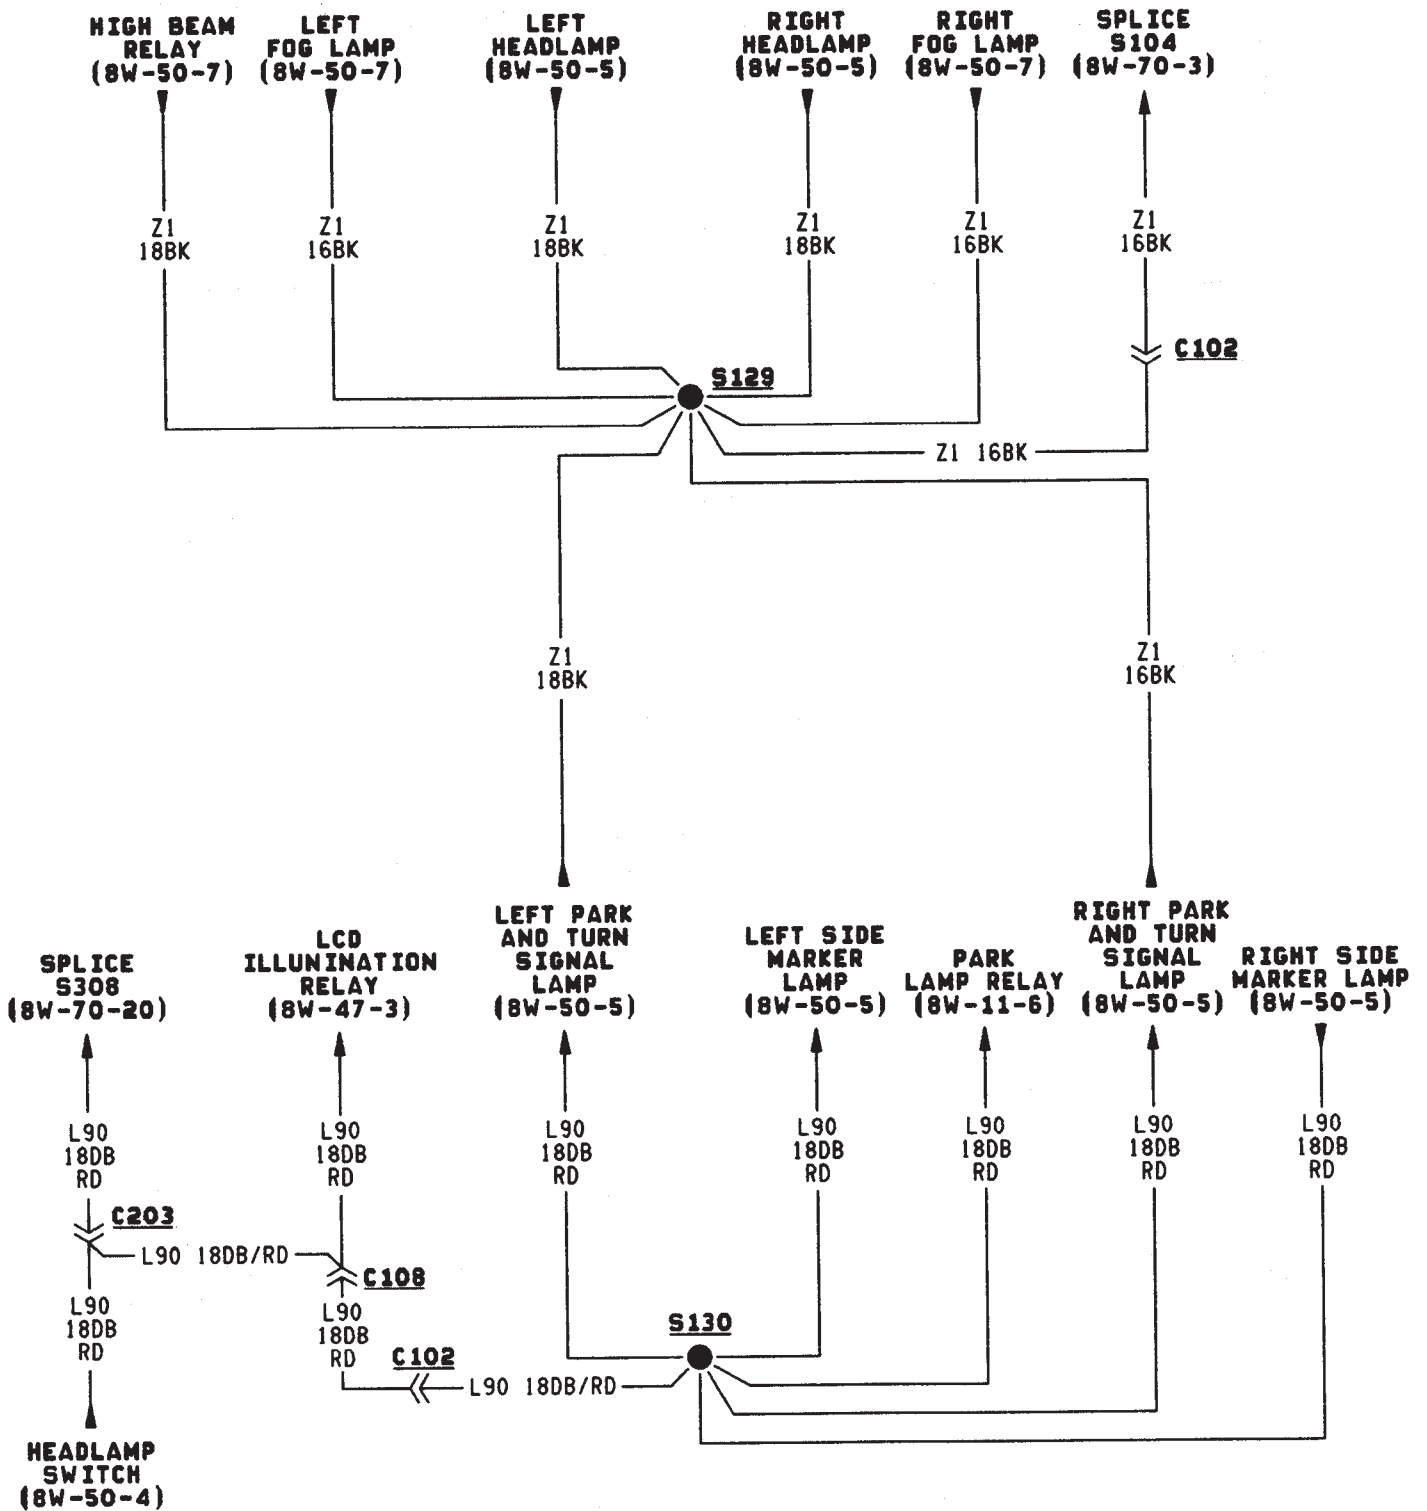 HIGH BEAM
RELAY
(8W-50-7)
LEFT
FOG LAMP
(8W-50-7)
LEFT
HEADLAMP
(8W-50-5)
RIGHT
HEADLAMP
(8W-50-5)
RIGHT
FOG LAMP
(8W-50-7)
SPLICE
S104
(8W-70-3)
Z1
18BK
Z1
16BK
Z1
18BK
Z1
18BK
Z1
16BK
Z1
16BK
C102
S129
Z1 16BK
Z1
18BK
Z1
16BK
SPLICE
S308
(8W-70-20)
LCD
ILLUNINATION
RELAY
(8W-47-3)
LEFT PARK
AND TURN
SIGNAL
LAMP
(8W-50-5)
LEFT SIDE
MARKER
LAMP
(8W-50-5)
PARK
LAMP RELAY
(8W-11-6)
RIGHT PARK
AND TURN
SIGNAL
LAMP
(8W-50-5)
RIGHT SIDE
MARKER LAMP
(8W-50-5)
L90
18DB
RD
L90
18DB
RD
L90
18DB
RD
L90
18DB
RD
L90
18DB
RD
L90
18DB
RD
L90
18DB
RD
C203
L90 18DB/RD
C108
L90
18DB
RD
L90
18DB
RD
C102
L90 18DB/RD
S130
HEADLAMP
SWITCH
(8W-50-4)